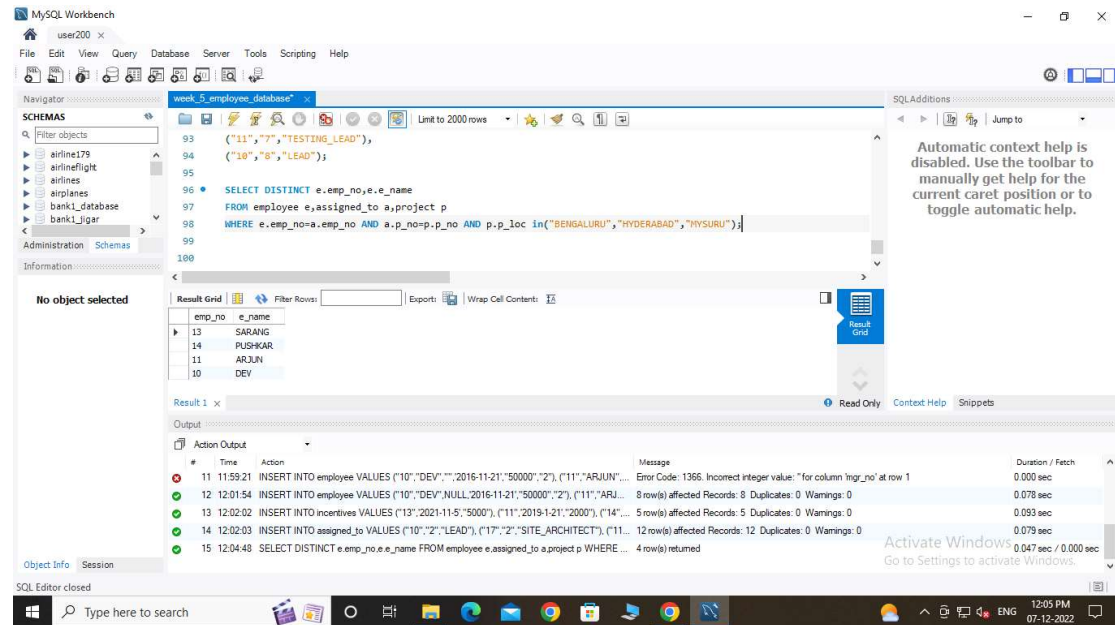 MySQL Workbench
user200 ×
File Edit View Query Database Server Tools Scripting Help
Navigator
SCHEMAS
Filter objects
airline179
airlineflight
airlines
airplanes
bank1_database
bank1_jigar
Administration Schemas
Information
No object selected
Object Info Session
week_5_employee_database* ×
Limit to 2000 rows
93 ("11","7","TESTING_LEAD"),
94 ("10","8","LEAD");
95
96 SELECT DISTINCT e.emp_no,e.e_name
97 FROM employee e,assigned_to a,project p
98 WHERE e.emp_no=a.emp_no AND a.p_no=p.p_no AND p.p_loc in("BENGALURU","HYDERABAD","MYSURU");
99
100
Result Grid Filter Rows: Export: Wrap Cell Content:
emp_no e_name
13 SARANG
14 PUSHKAR
11 ARJUN
10 DEV
Result Grid
Result 1 ×
Read Only
SQLAdditions
Jump to
Automatic context help is
disabled. Use the toolbar to
manually get help for the
current caret position or to
toggle automatic help.
Context Help Snippets
Output
Action Output
# Time Action Message Duration / Fetch
11 11:59:21 INSERT INTO employee VALUES ("10","DEV","",'2016-11-21',"50000","2"), ("11","ARJUN",... Error Code: 1366. Incorrect integer value: '' for column 'mgr_no' at row 1 0.000 sec
12 12:01:54 INSERT INTO employee VALUES ("10","DEV",NULL,'2016-11-21',"50000","2"), ("11","ARJ... 8 row(s) affected Records: 8 Duplicates: 0 Warnings: 0 0.078 sec
13 12:02:02 INSERT INTO incentives VALUES ("13",'2021-11-5',"5000"), ("11",'2019-1-21',"2000"), ("14",... 5 row(s) affected Records: 5 Duplicates: 0 Warnings: 0 0.093 sec
14 12:02:03 INSERT INTO assigned_to VALUES ("10","2","LEAD"), ("17","2","SITE_ARCHITECT"), ("11... 12 row(s) affected Records: 12 Duplicates: 0 Warnings: 0 0.079 sec
15 12:04:48 SELECT DISTINCT e.emp_no,e.e_name FROM employee e,assigned_to a,project p WHERE ... 4 row(s) returned 0.047 sec / 0.000 sec
Activate Windows
Go to Settings to activate Windows.
SQL Editor closed
Type here to search
ENG
12:05 PM
07-12-2022